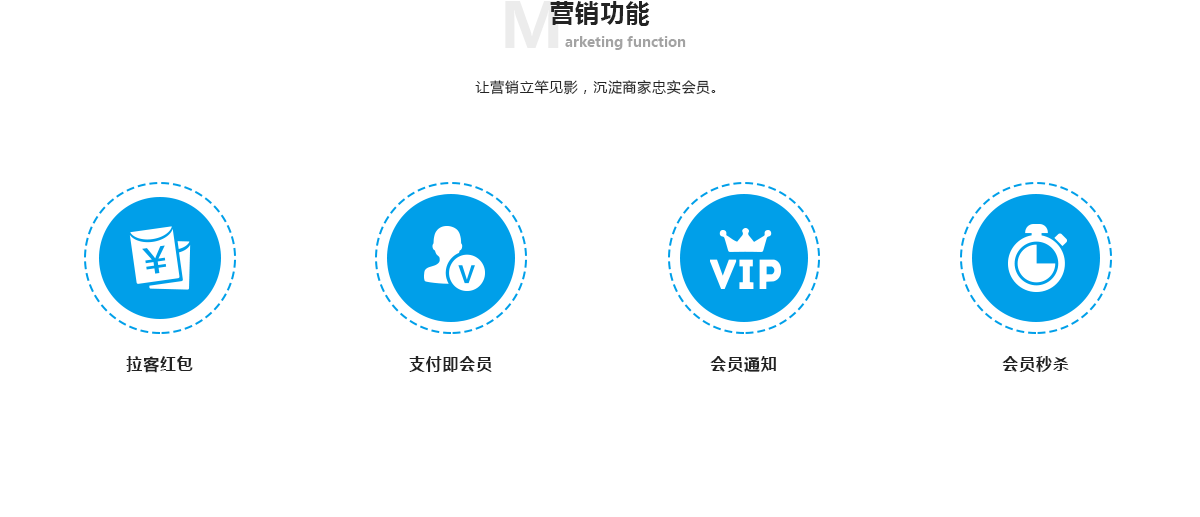 营销功能
Marketing function
让营销立竿见影，沉淀商家忠实会员。
¥
V
VIP
拉客红包
支付即会员
会员通知
会员秒杀